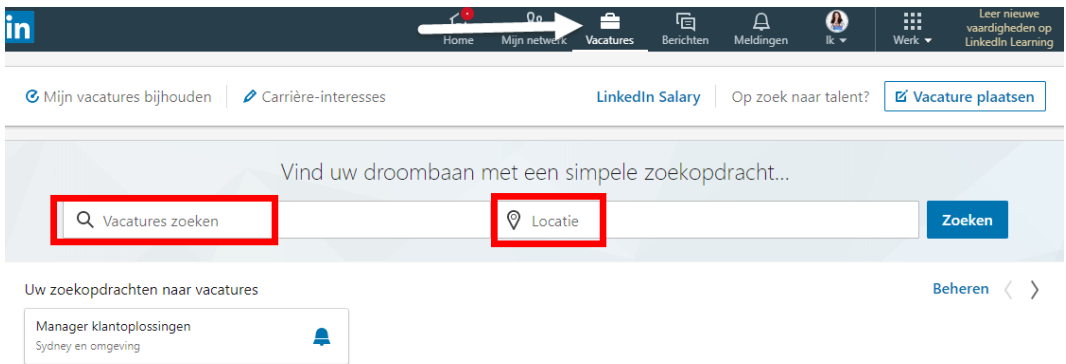 in
Home Mijn netwerk Vacatures Berichten Meldingen Ik Werk
Leer nieuwe
vaardigheden op
LinkedIn Learning
Mijn vacatures bijhouden Carrière-interesses LinkedIn Salary Op zoek naar talent? Vacature plaatsen
Vind uw droombaan met een simpele zoekopdracht...
Vacatures zoeken Locatie Zoeken
Uw zoekopdrachten naar vacatures Beheren
Manager klantoplossingen
Sydney en omgeving